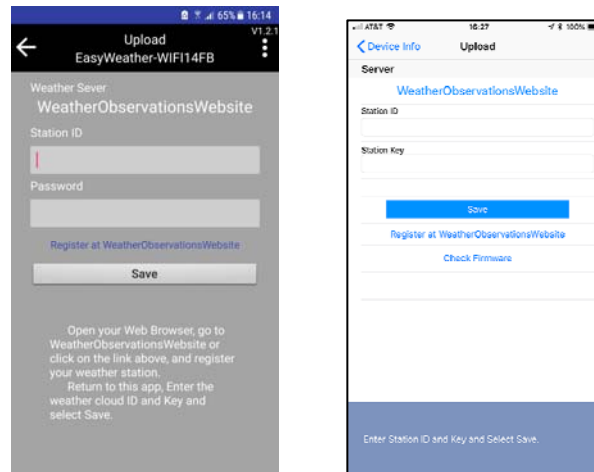 65% 16:14
Upload
V1.2.1
EasyWeather-WIFI14FB
Weather Sever
WeatherObservationsWebsite
Station ID
Password
Register at WeatherObservationsWebsite
Save
Open your Web Browser, go to
WeatherObservationsWebsite or
click on the link above, and register
your weather station.
Return to this app, Enter the
weather cloud ID and Key and
select Save.
AT&T 16:27 100%
Device Info Upload
Server
WeatherObservationsWebsite
Station ID
Station Key
Save
Register at WeatherObservationsWebsite
Check Firmware
Enter Station ID and Key and Select Save.